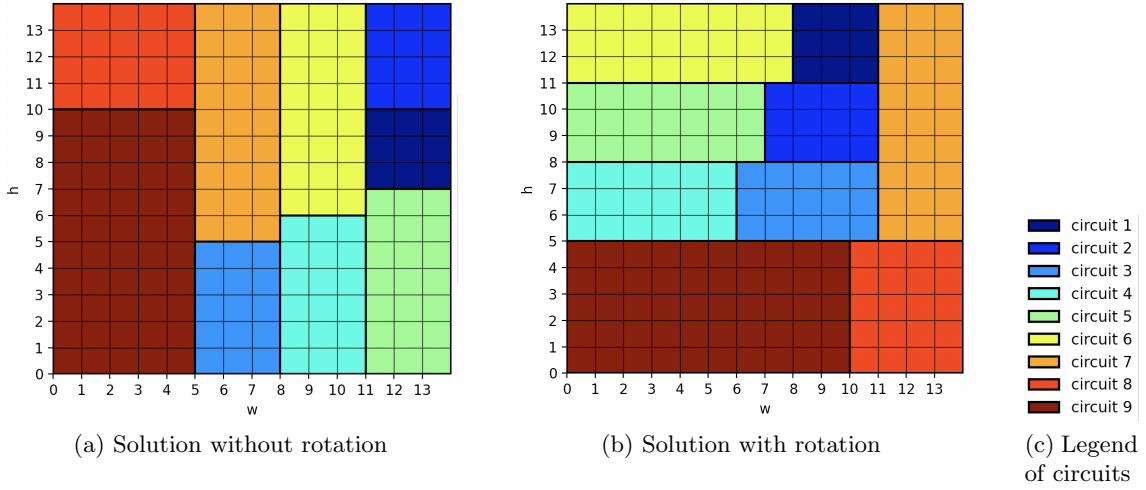 13
12
11
10
9
8
7
6
5
4
3
2
1
0
h
0 1 2 3 4 5 6 7 8 9 10 11 12 13
w
(a) Solution without rotation
13
12
11
10
9
8
7
6
5
4
3
2
1
0
h
0 1 2 3 4 5 6 7 8 9 10 11 12 13
w
(b) Solution with rotation
circuit 1
circuit 2
circuit 3
circuit 4
circuit 5
circuit 6
circuit 7
circuit 8
circuit 9
(c) Legend
of circuits